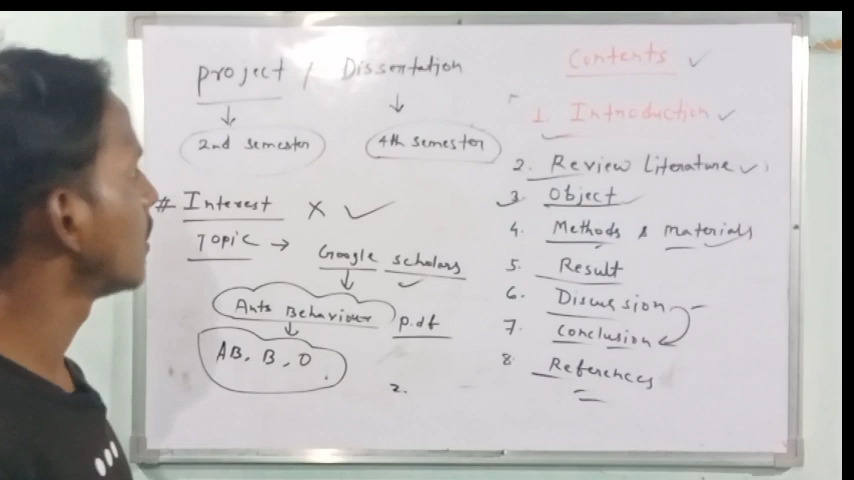 project / Dissertation
2nd semester
4th semester
# Interest X ✓
Topic → Google scholars
Ants Behaviour
p.df
AB, B, O
2.
Contents ✓
1. Introduction ✓
2. Review Literature ✓
3. Object
4. Methods & materials
5. Result
6. Discussion
7. Conclusion
8. References